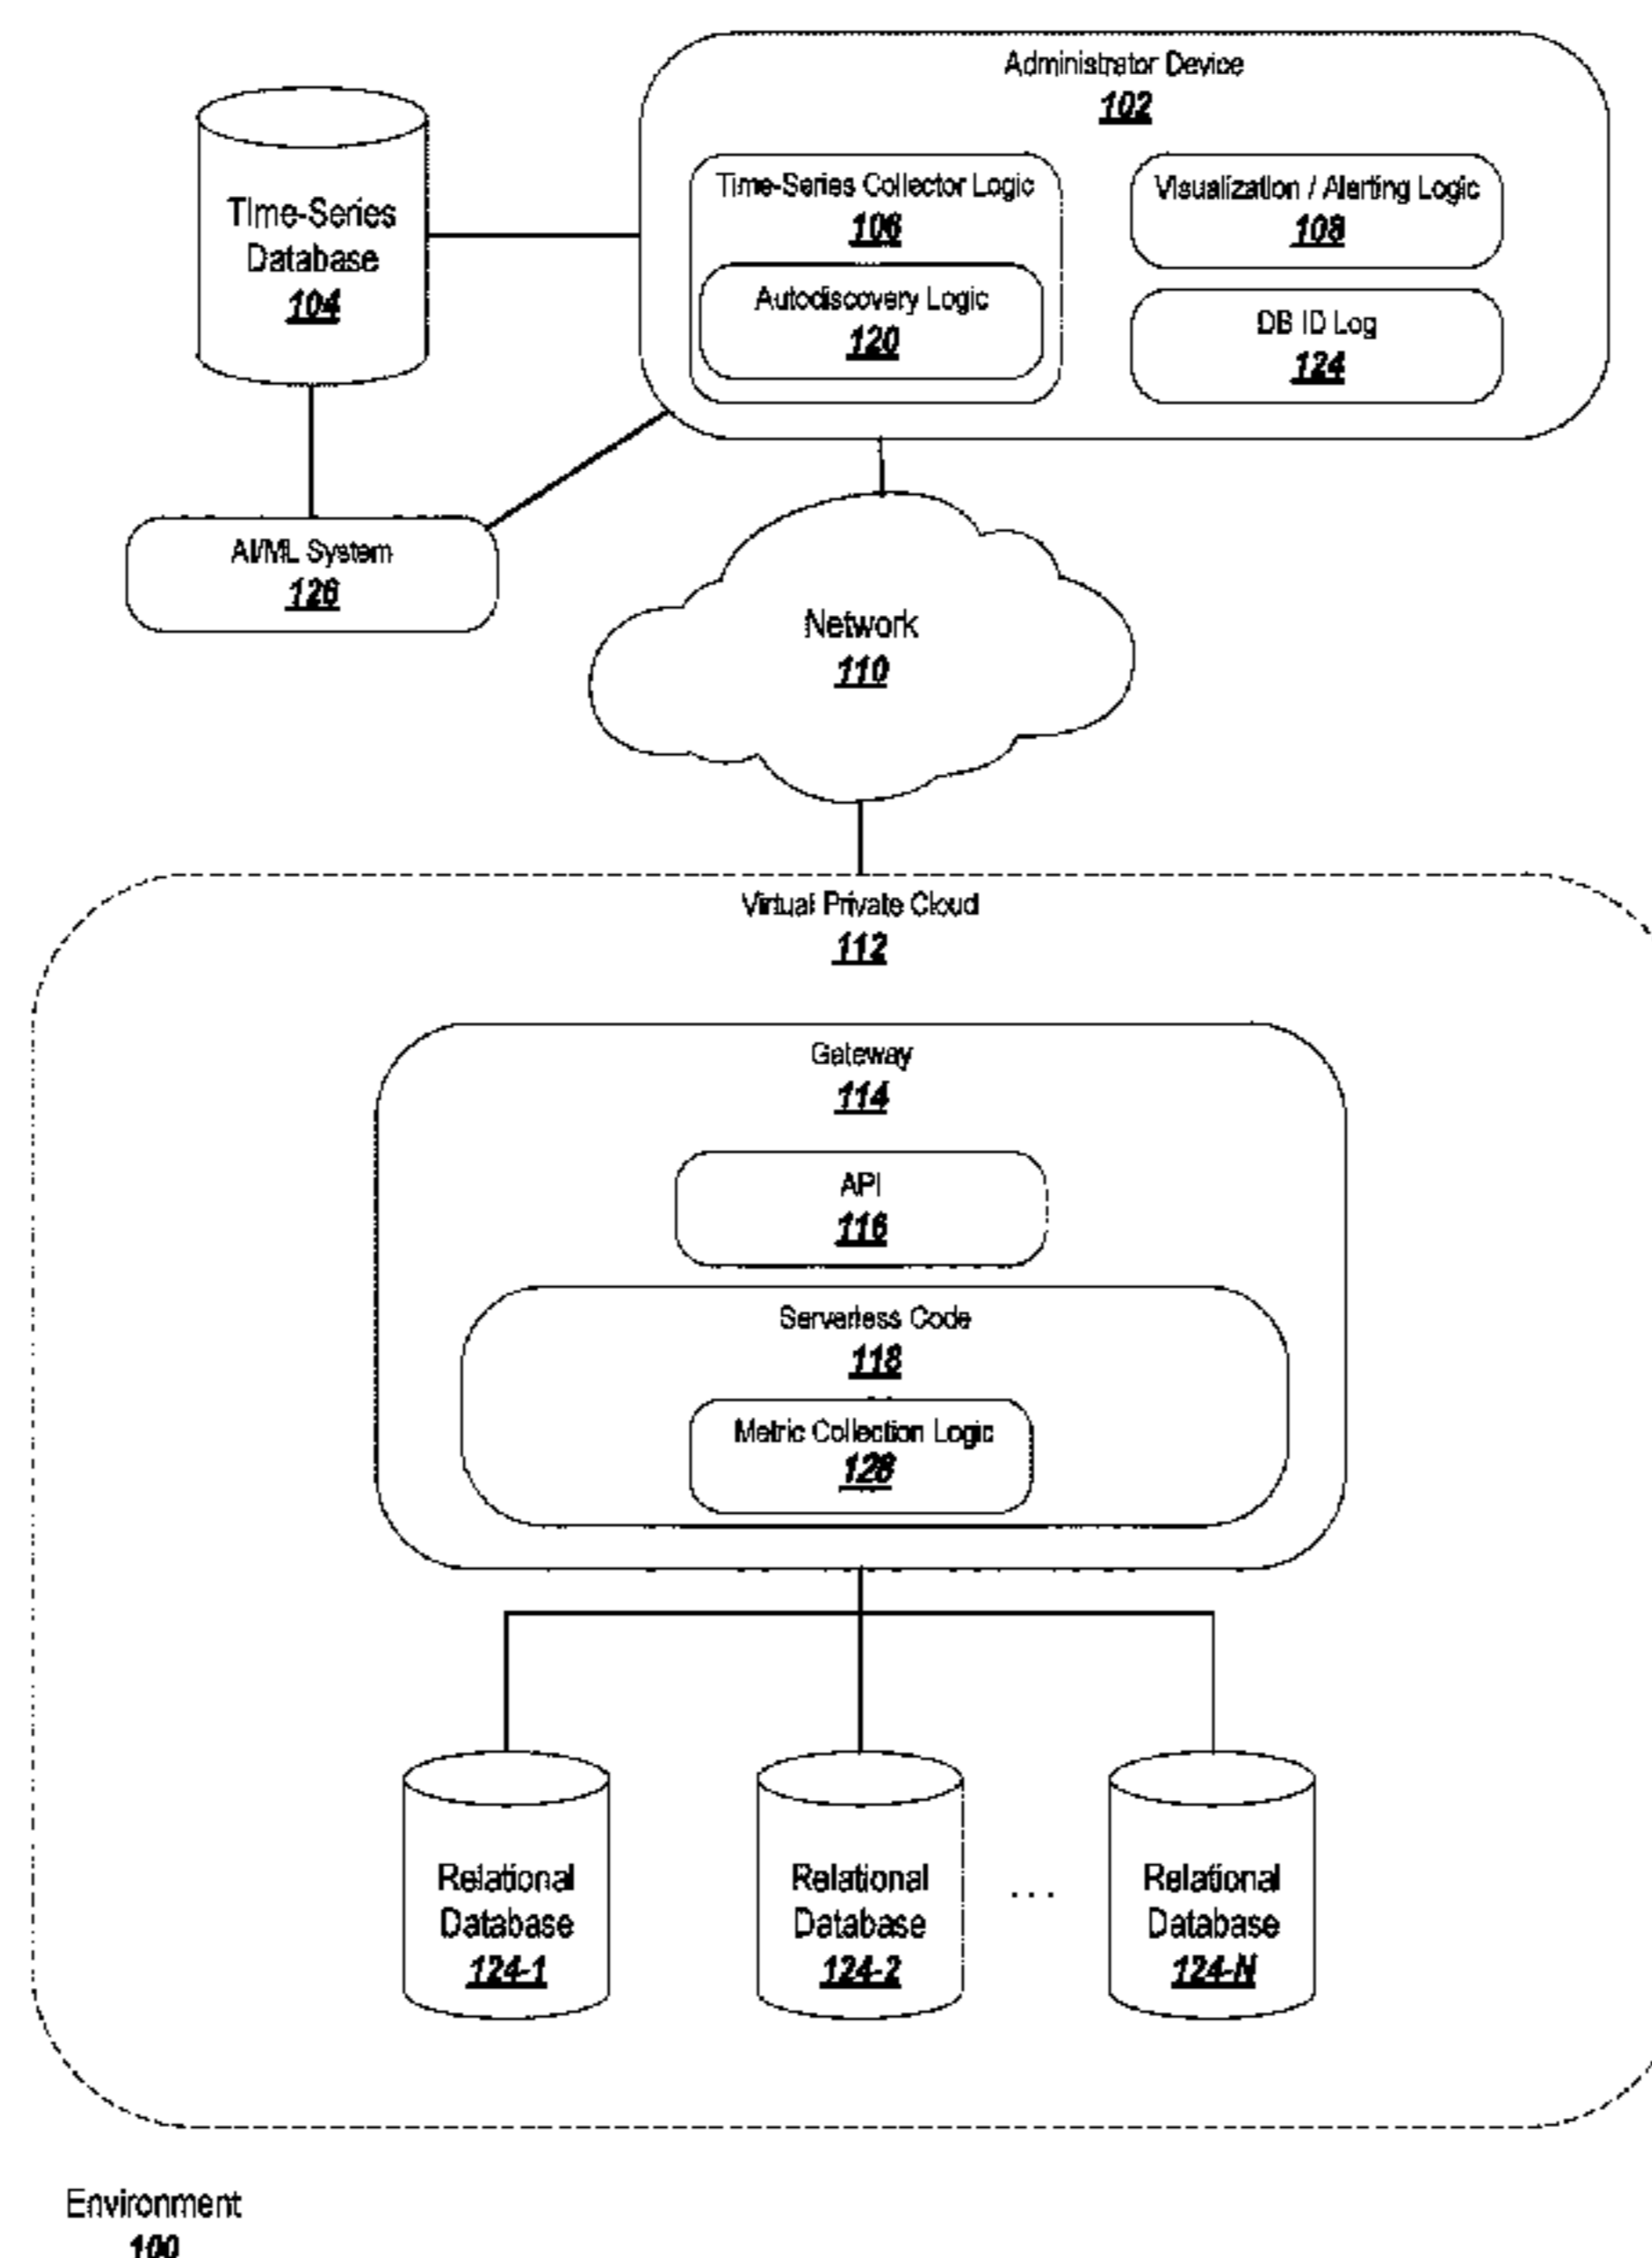 Administrator Device
102
Time-Series Collector Logic
106
Autodiscovery Logic
120
Visualization / Alerting Logic
108
DB ID Log
124
Time-Series
Database
104
AI/ML System
126
Network
110
Virtual Private Cloud
112
Gateway
114
API
116
Serverless Code
118
Metric Collection Logic
128
Relational
Database
124-1
Relational
Database
124-2
...
Relational
Database
124-N
Environment
100